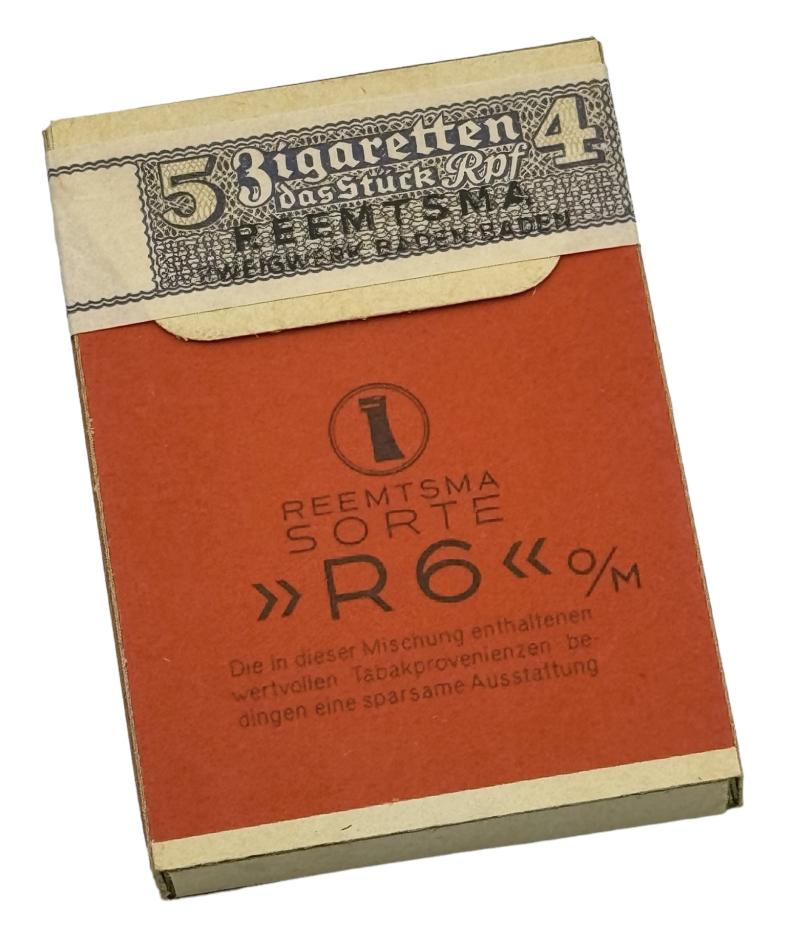 5 Zigaretten 4
das Stück Rpf
REEMTSMA
ZWEIGWERK BADEN-BADEN
REEMTSMA
SORTE
»R6« O/M
Die in dieser Mischung enthaltenen
wertvollen Tabakprovenienzen be-
dingen eine sparsame Ausstattung